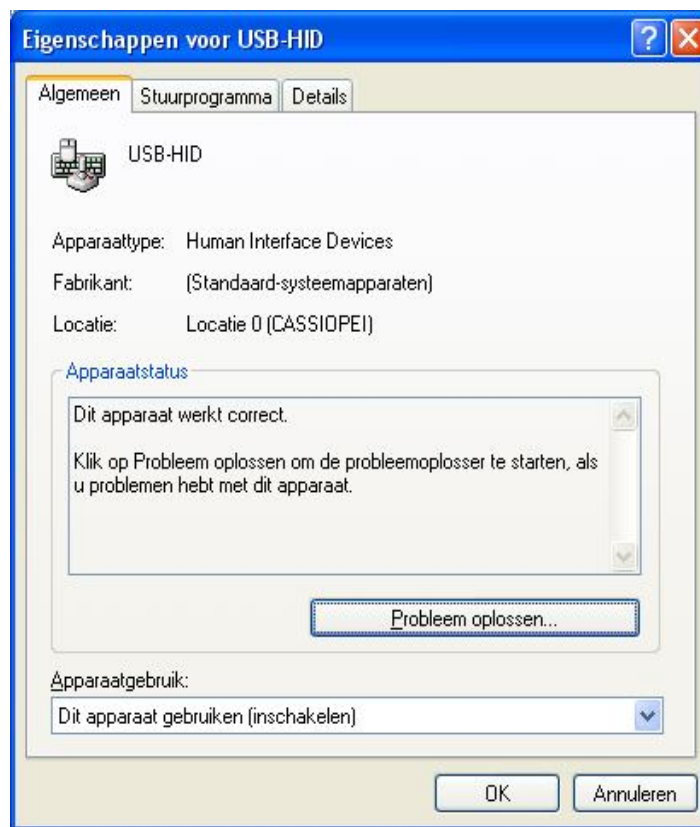 Eigenschappen voor USB-HID
Algemeen Stuurprogramma Details
USB-HID
Apparaattype: Human Interface Devices
Fabrikant: (Standaard-systeemapparaten)
Locatie: Locatie 0 (CASSIOPEI)
Apparaatstatus
Dit apparaat werkt correct.
Klik op Probleem oplossen om de probleemoplosser te starten, als
u problemen hebt met dit apparaat.
Probleem oplossen...
Apparaatgebruik:
Dit apparaat gebruiken (inschakelen)
OK Annuleren